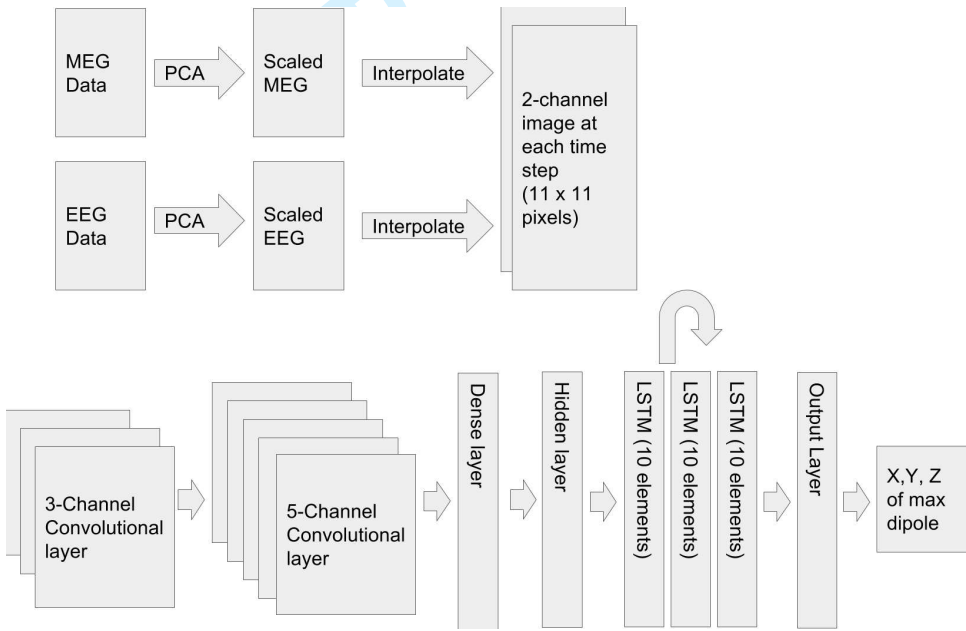 MEG
Data
PCA
Scaled
MEG
Interpolate
2-channel
image at
each time
step
(11 x 11
pixels)
EEG
Data
PCA
Scaled
EEG
Interpolate
3-Channel
Convolutional
layer
5-Channel
Convolutional
layer
Dense layer
Hidden layer
LSTM (10 elements)
LSTM (10 elements)
LSTM (10 elements)
Output Layer
X,Y, Z
of max
dipole